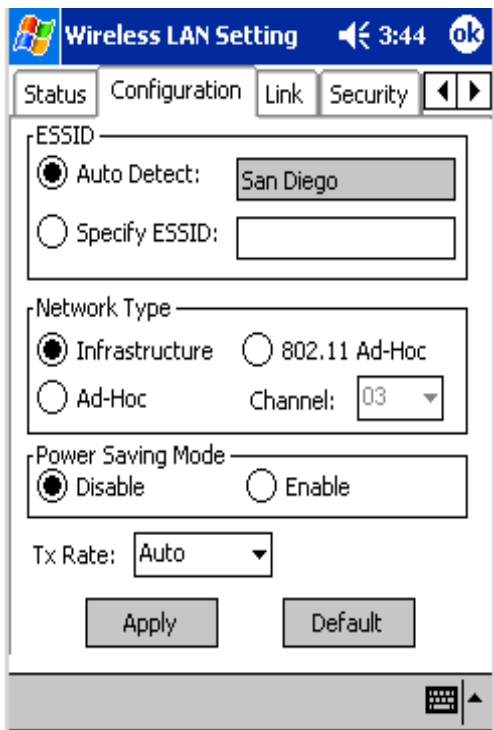 Wireless LAN Setting 3:44 ok
Status Configuration Link Security
ESSID
Auto Detect: San Diego
Specify ESSID:
Network Type
Infrastructure 802.11 Ad-Hoc
Ad-Hoc Channel: 03
Power Saving Mode
Disable Enable
Tx Rate: Auto
Apply Default